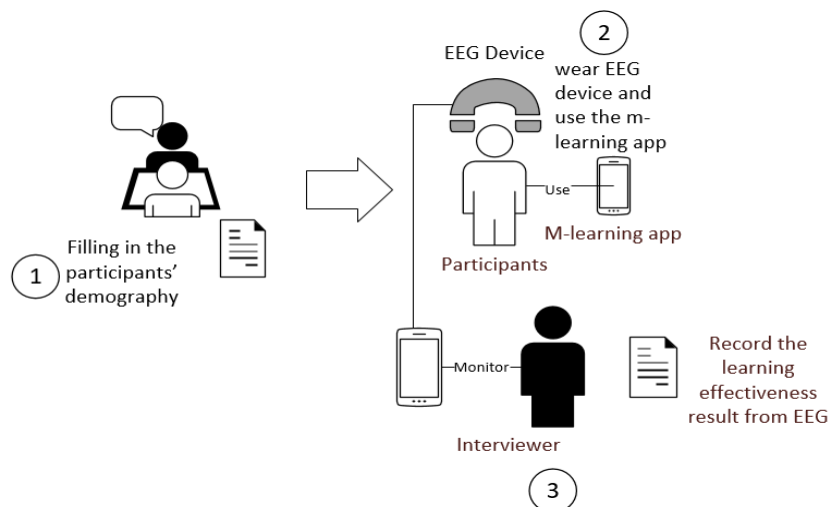 1
Filling in the
participants'
demography
EEG Device
2
wear EEG
device and
use the m-
learning app
Use
M-learning app
Participants
Monitor
Interviewer
Record the
learning
effectiveness
result from EEG
3